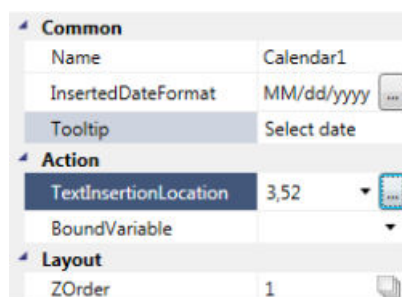 Common
Name Calendar1
InsertedDateFormat MM/dd/yyyy ...
Tooltip Select date
Action
TextInsertionLocation 3,52 ...
BoundVariable
Layout
ZOrder 1